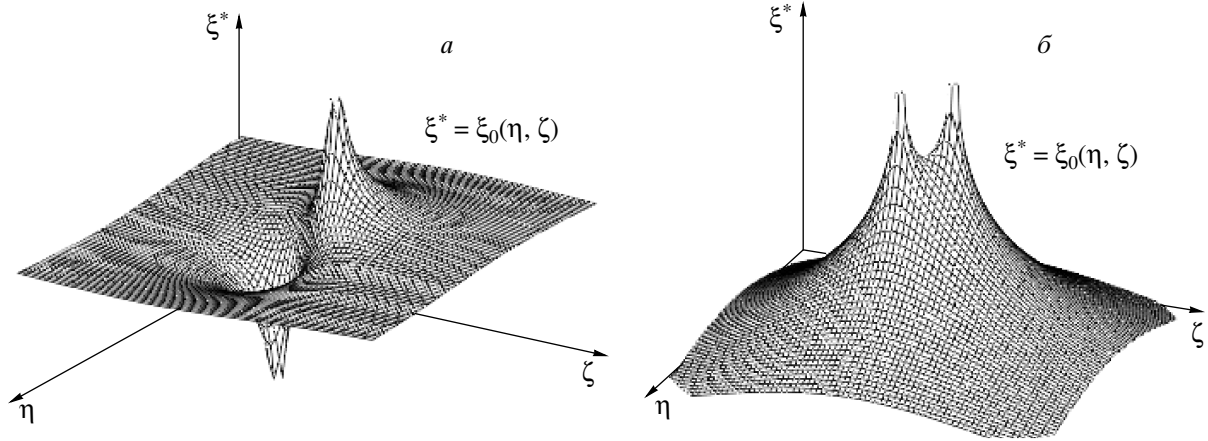 ξ*
а
ξ* = ξ₀(η, ζ)
ζ
η
ξ*
б
ξ* = ξ₀(η, ζ)
ζ
η